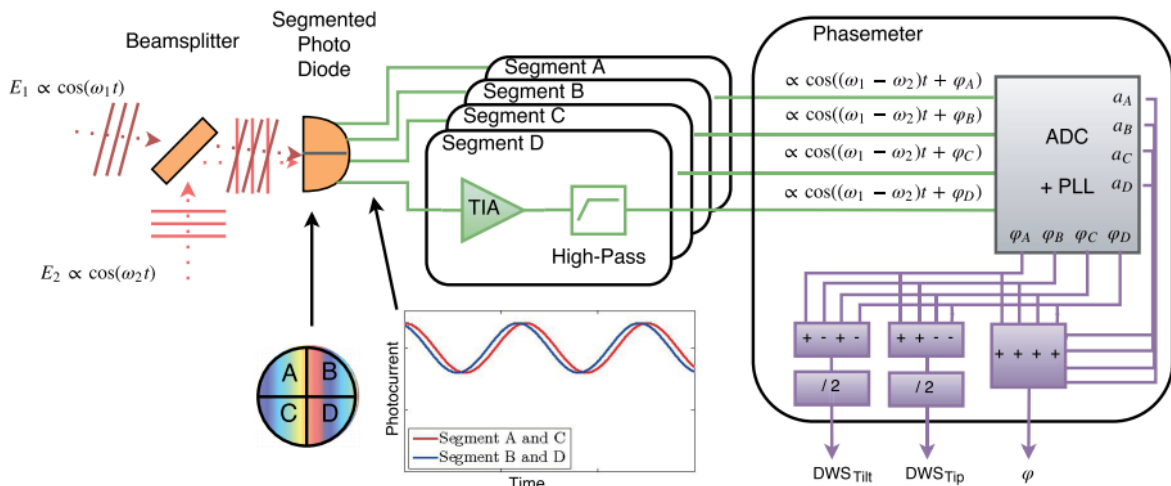 Beamsplitter
Segmented
Photo
Diode
E₁ ∝ cos(ω₁t)
E₂ ∝ cos(ω₂t)
Segment A
Segment B
Segment C
Segment D
TIA
High-Pass
Phasemeter
∝ cos((ω₁ − ω₂)t + φ_A)
∝ cos((ω₁ − ω₂)t + φ_B)
∝ cos((ω₁ − ω₂)t + φ_C)
∝ cos((ω₁ − ω₂)t + φ_D)
ADC
+ PLL
a_A
a_B
a_C
a_D
φ_A φ_B φ_C φ_D
+ - + -
+ + - -
+ + + +
/ 2
/ 2
DWS_Tilt
DWS_Tip
φ
A B
C D
Photocurrent
Segment A and C
Segment B and D
Time